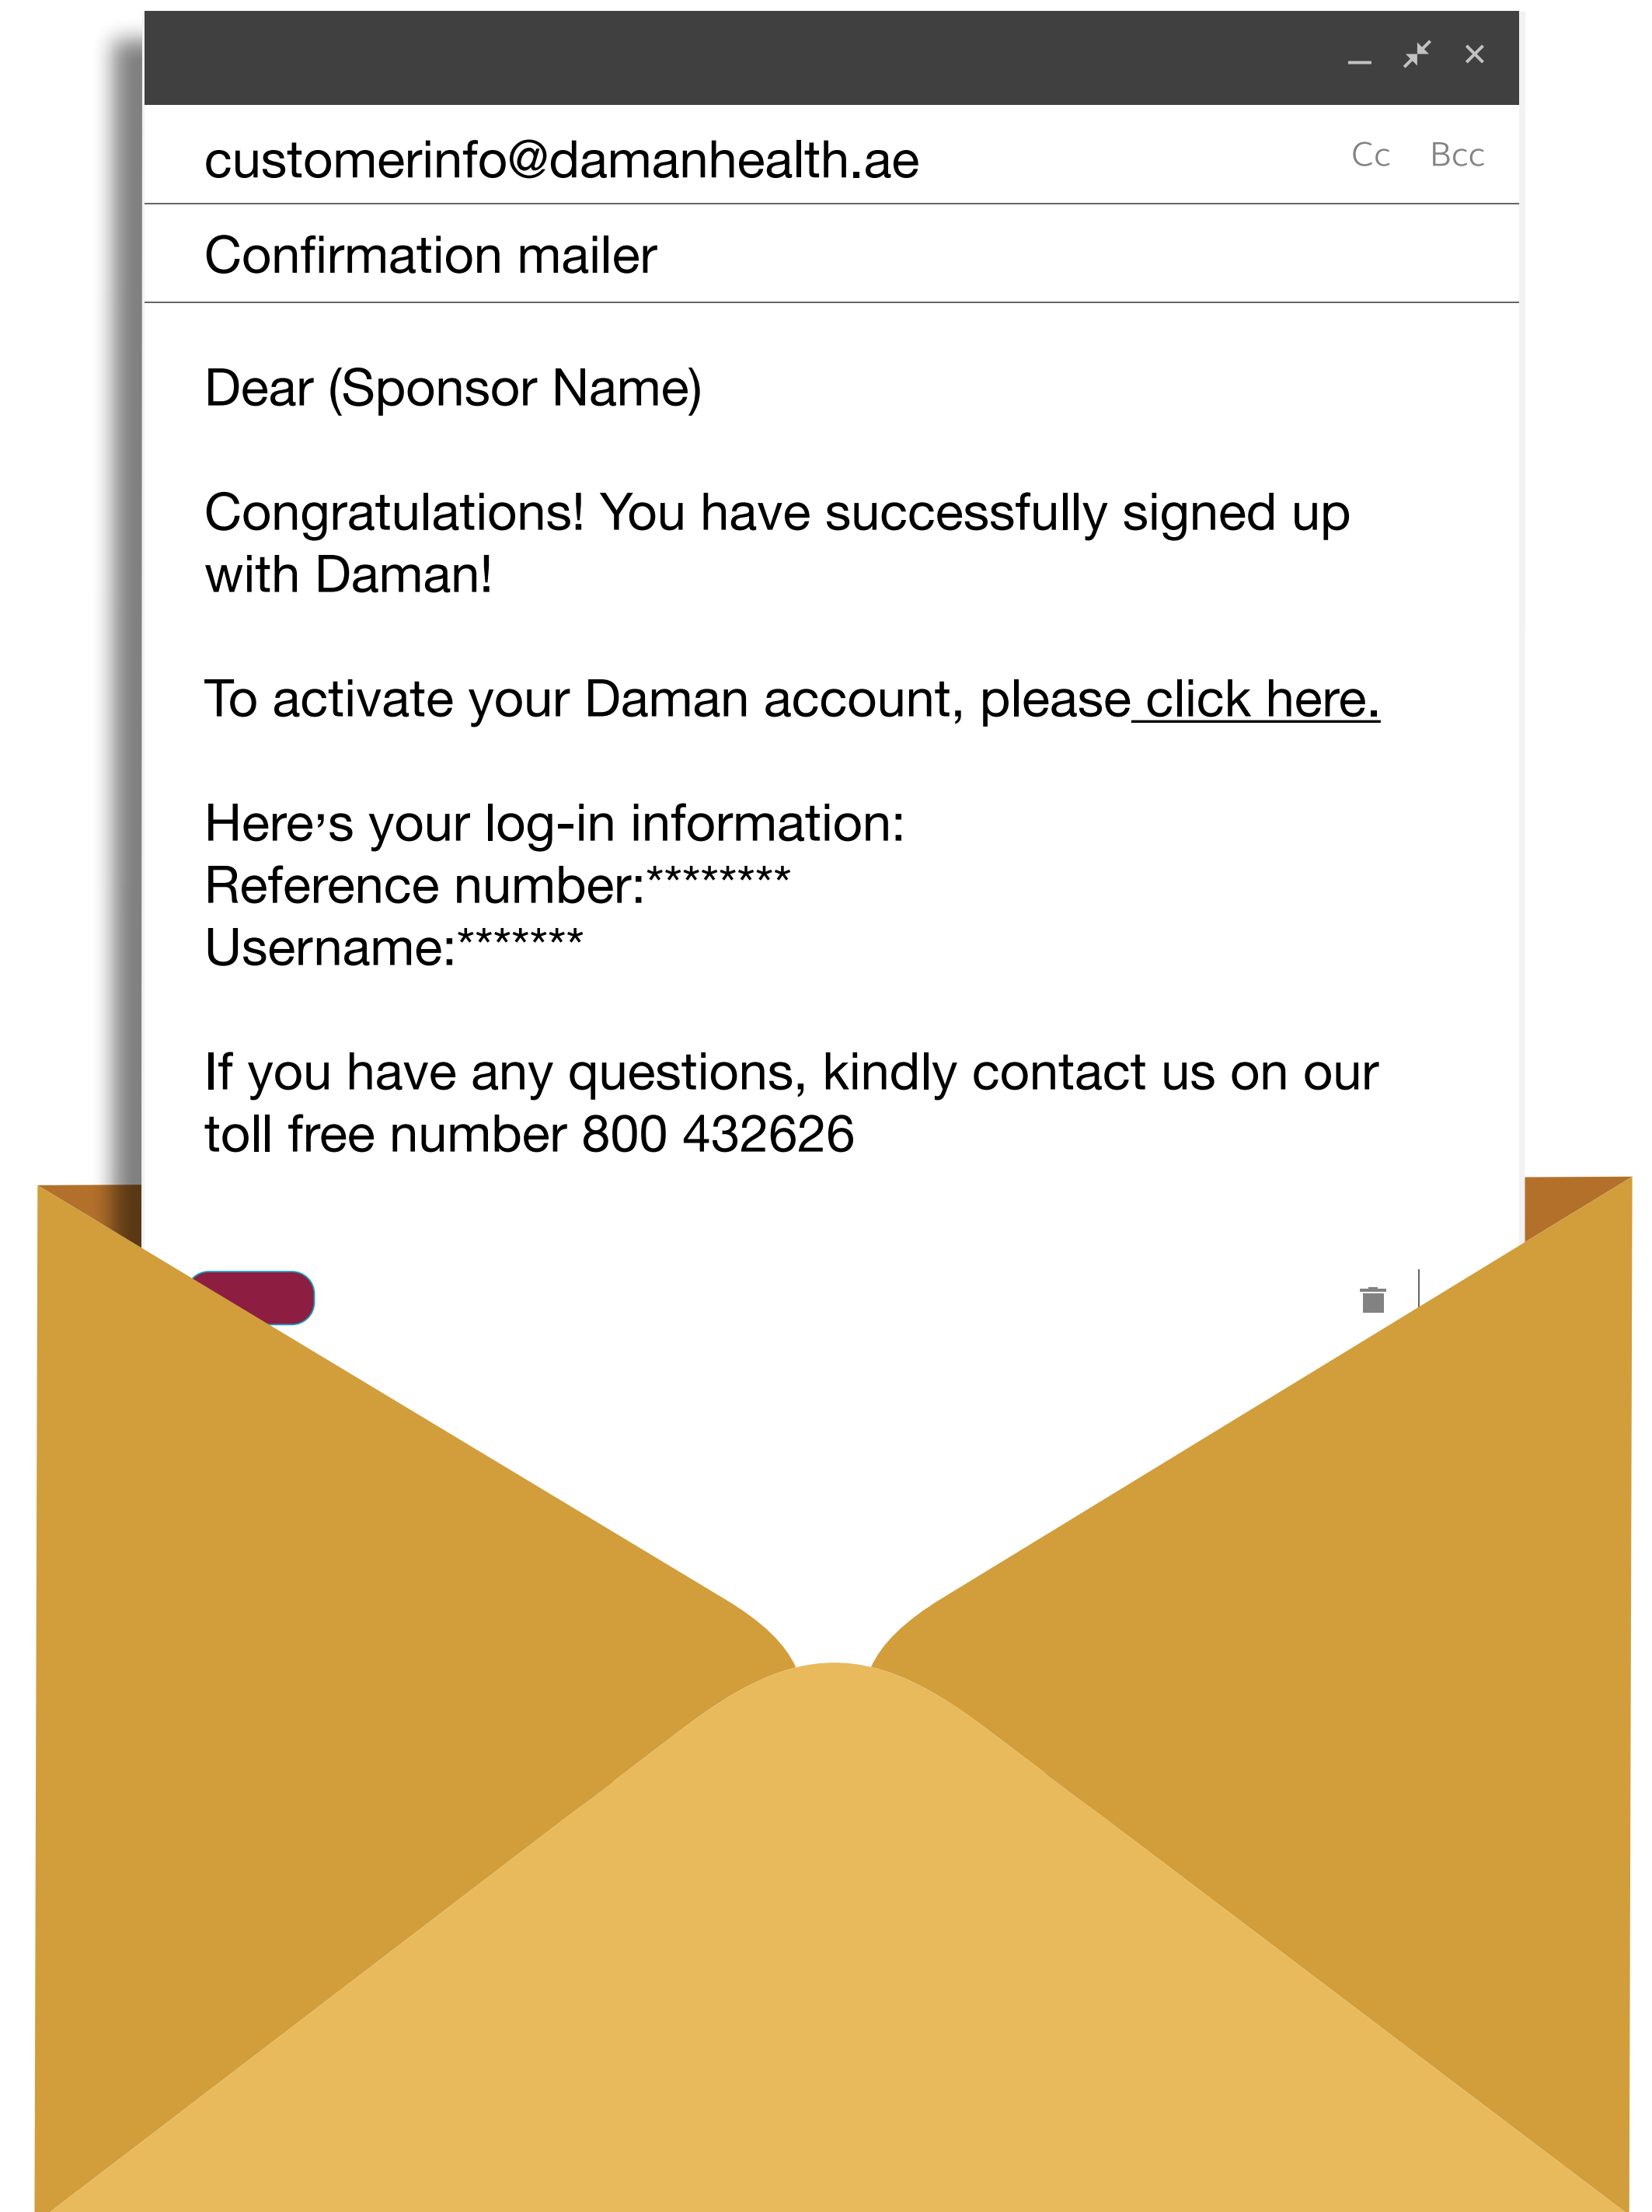 customerinfo@damanhealth.ae Cc Bcc
Confirmation mailer
Dear (Sponsor Name)
Congratulations! You have successfully signed up
with Daman!
To activate your Daman account, please click here.
Here's your log-in information:
Reference number:********
Username:*******
If you have any questions, kindly contact us on our
toll free number 800 432626